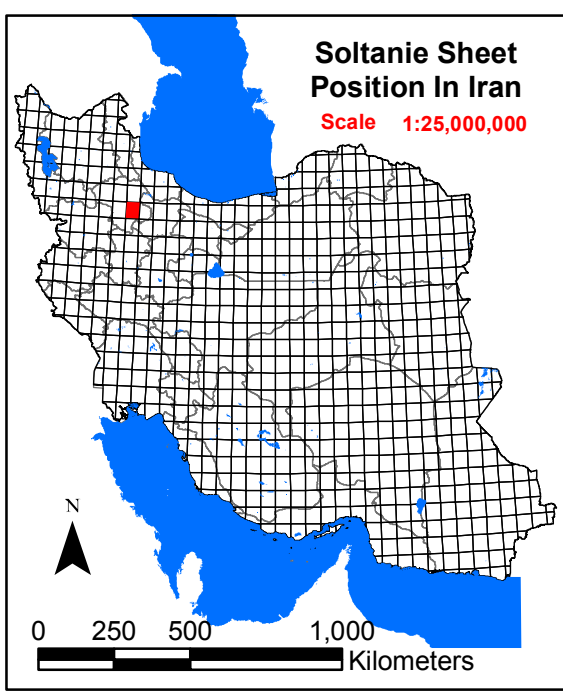 Soltanie Sheet
Position In Iran
Scale 1:25,000,000
N
0 250 500 1,000
Kilometers